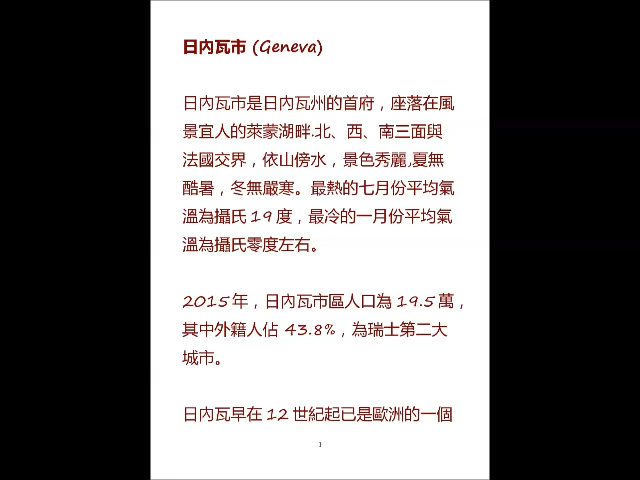 日內瓦市 (Geneva)
日內瓦市是日內瓦州的首府，座落在風
景宜人的萊蒙湖畔.北、西、南三面與
法國交界，依山傍水，景色秀麗,夏無
酷暑，冬無嚴寒。最熱的七月份平均氣
溫為攝氏 19 度，最冷的一月份平均氣
溫為攝氏零度左右。
2015 年，日內瓦市區人口為 19.5 萬，
其中外籍人佔 43.8%，為瑞士第二大
城市。
日內瓦早在 12 世紀起已是歐洲的一個
1